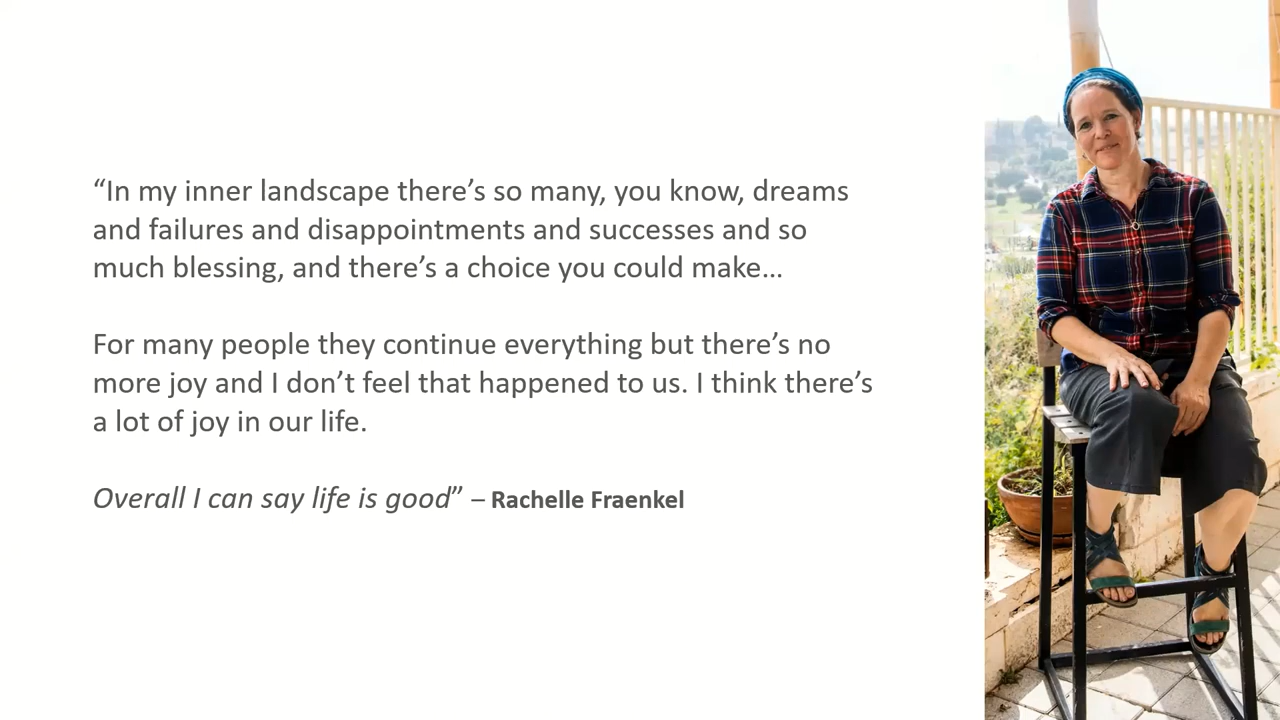 “In my inner landscape there’s so many, you know, dreams
and failures and disappointments and successes and so
much blessing, and there’s a choice you could make…
For many people they continue everything but there’s no
more joy and I don’t feel that happened to us. I think there’s
a lot of joy in our life.
Overall I can say life is good” – Rachelle Fraenkel